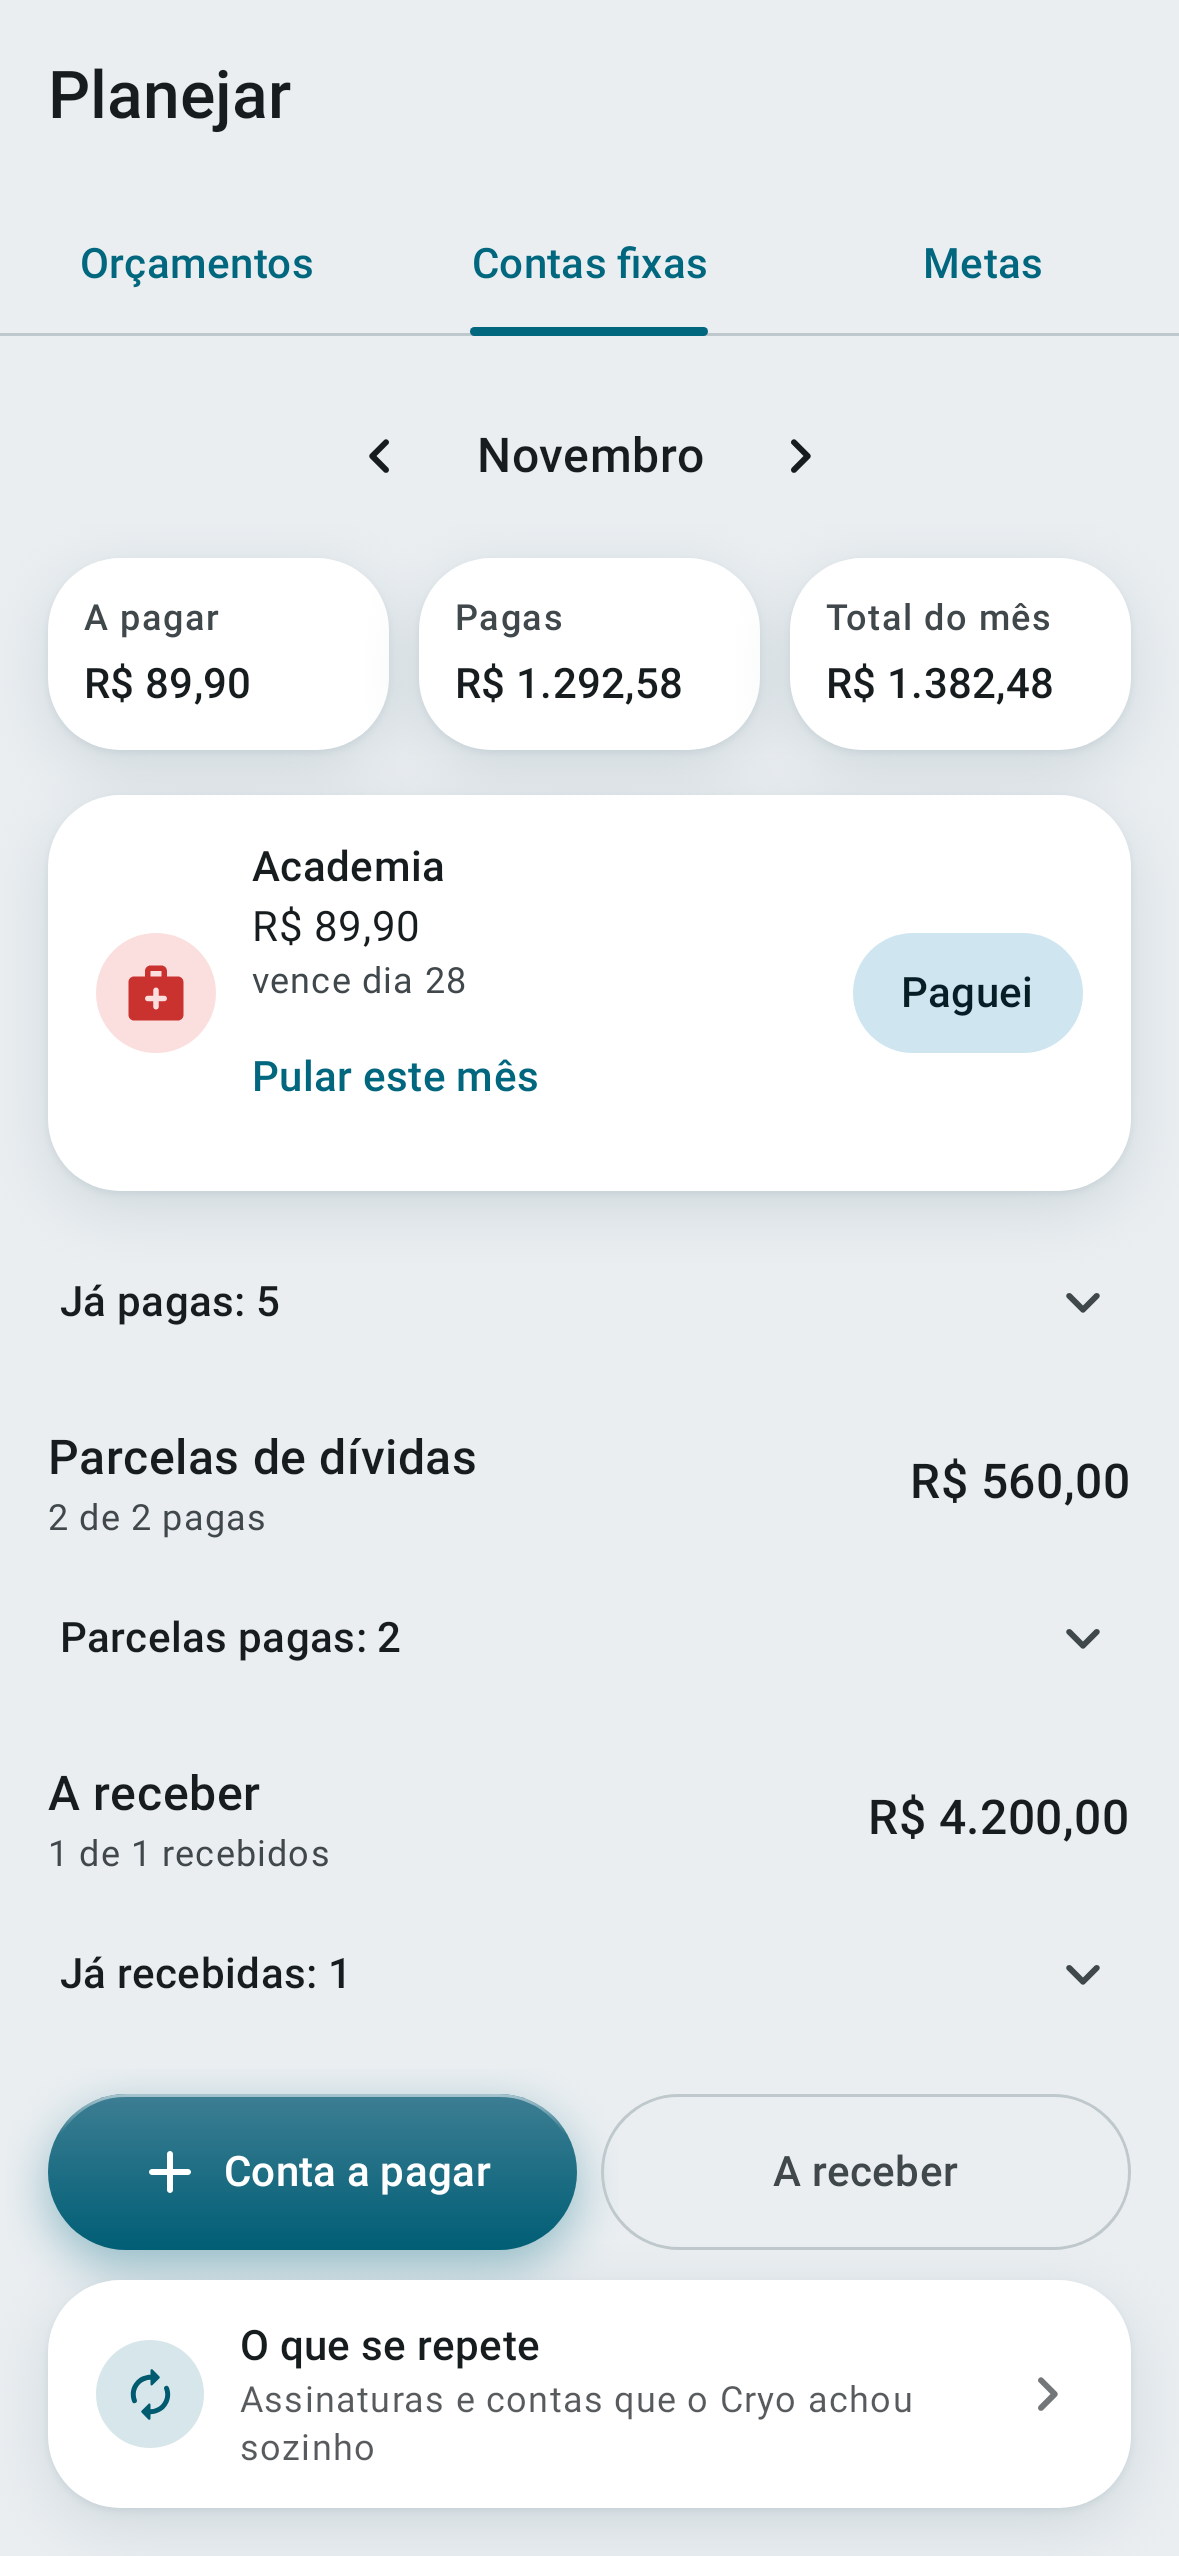 Planejar
Orçamentos
Contas fixas
Metas
Novembro
A pagar
R$ 89,90
Pagas
R$ 1.292,58
Total do mês
R$ 1.382,48
Academia
R$ 89,90
vence dia 28
Paguei
Pular este mês
Já pagas: 5
Parcelas de dívidas
2 de 2 pagas
R$ 560,00
Parcelas pagas: 2
A receber
1 de 1 recebidos
R$ 4.200,00
Já recebidas: 1
Conta a pagar
A receber
O que se repete
Assinaturas e contas que o Cryo achou
sozinho